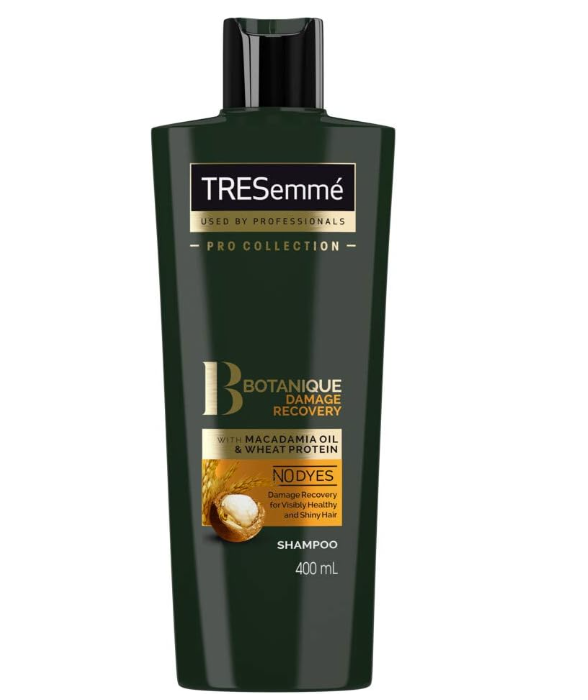 TRESemmé
USED BY PROFESSIONALS
– PRO COLLECTION –
B BOTANIQUE
DAMAGE
RECOVERY
WITH MACADAMIA OIL
& WHEAT PROTEIN
NO DYES
Damage Recovery
for Visibly Healthy
and Shiny Hair
SHAMPOO
400 mL